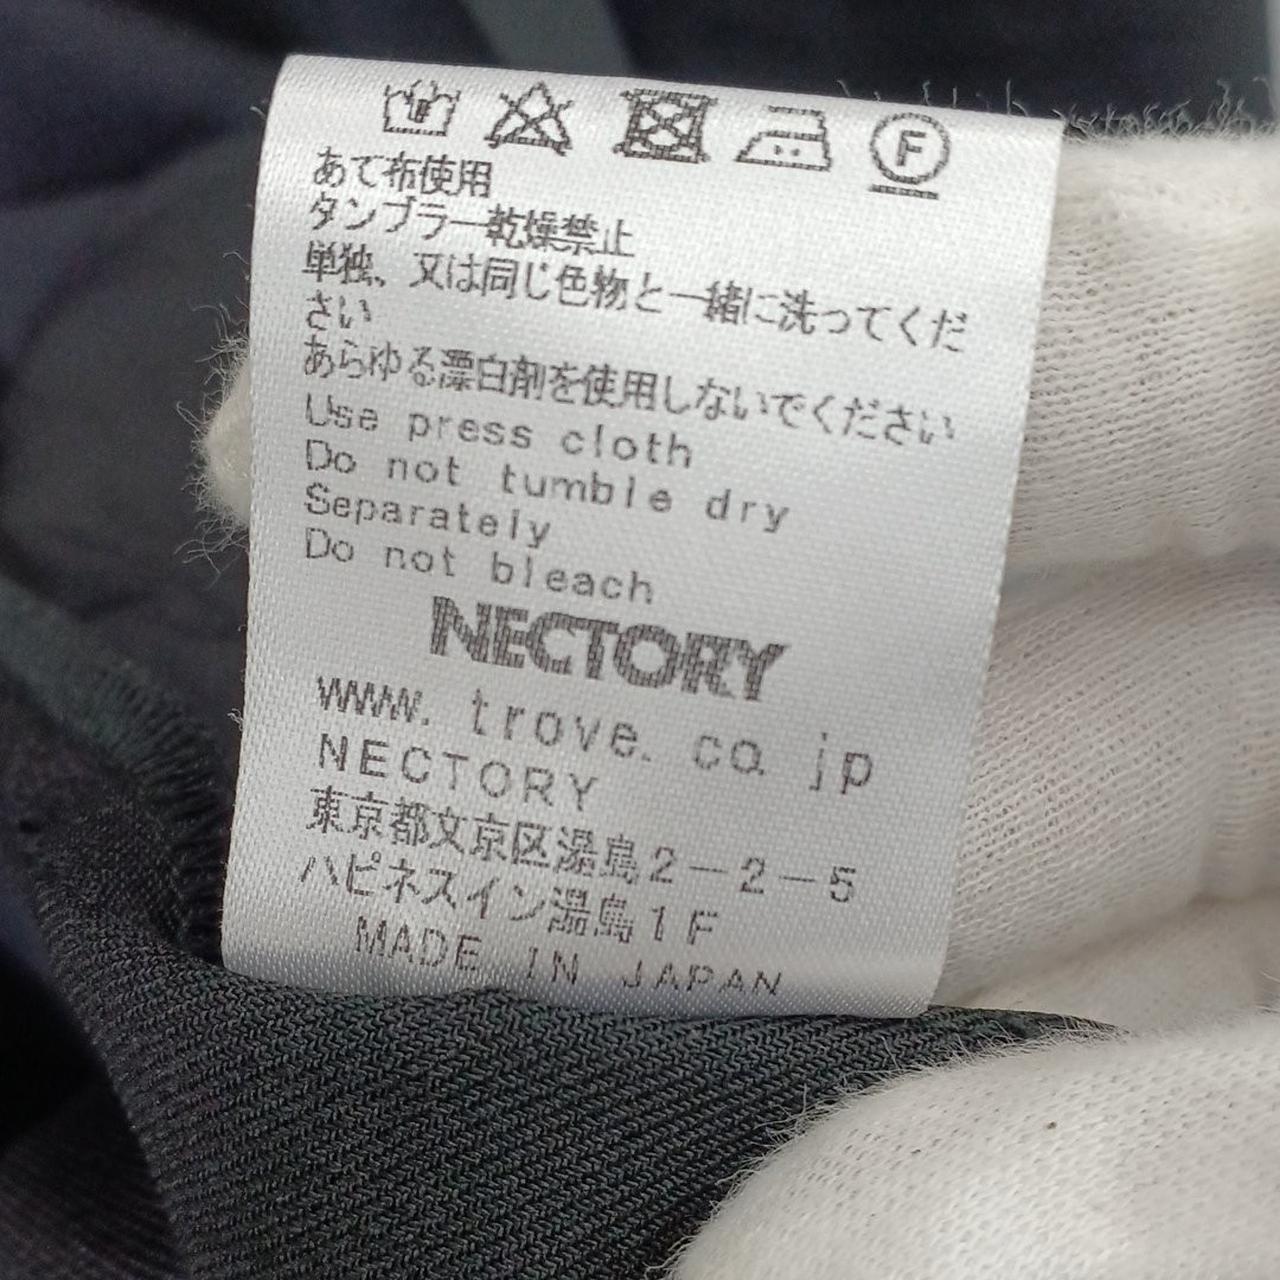 F
あて布使用
タンブラー乾燥禁止
単独、又は同じ色物と一緒に洗ってくだ
さい
あらゆる漂白剤を使用しないでください
Use press cloth
Do not tumble dry
Separately
Do not bleach
NECTORY
www.trove.co.jp
NECTORY
東京都文京区湯島2-2-5
ハピネスイン湯島1F
MADE IN JAPAN